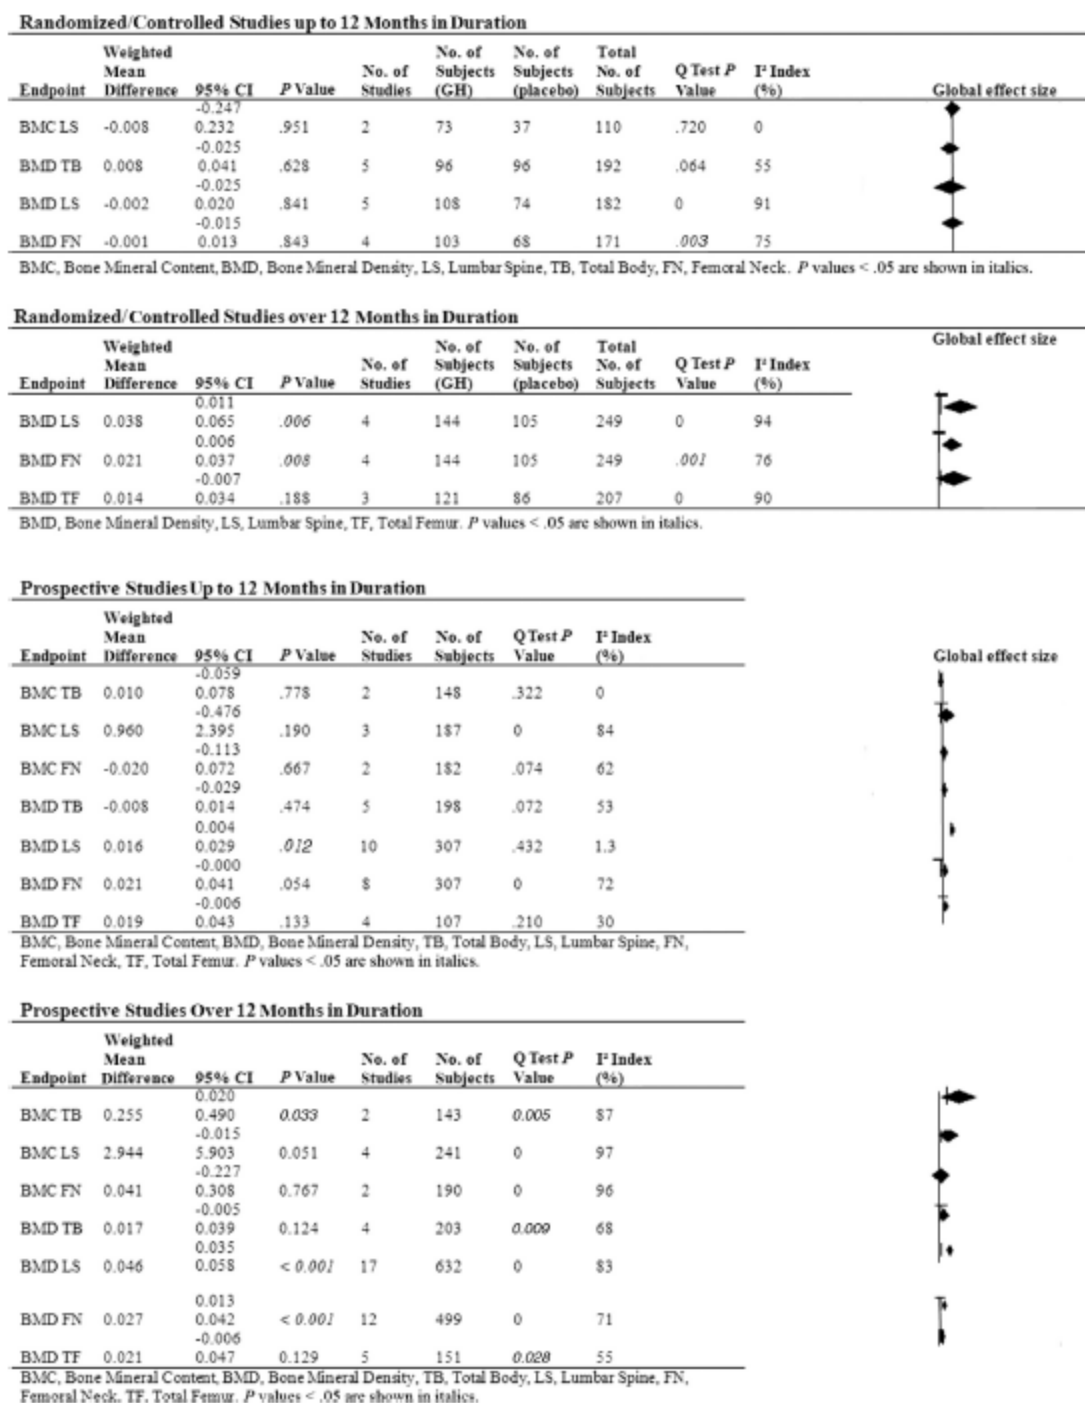 Randomized/Controlled Studies up to 12 Months in Duration
Weighted No. of No. of Total
Mean No. of Subjects Subjects No. of Q Test P I² Index
Endpoint Difference 95% CI P Value Studies (GH) (placebo) Subjects Value (%) Global effect size
-0.247
BMC LS -0.008 0.232 .951 2 73 37 110 .720 0
-0.025
BMD TB 0.008 0.041 .628 5 96 96 192 .064 55
-0.025
BMD LS -0.002 0.020 .841 5 108 74 182 0 91
-0.015
BMD FN -0.001 0.013 .843 4 103 68 171 .003 75
BMC, Bone Mineral Content, BMD, Bone Mineral Density, LS, Lumbar Spine, TB, Total Body, FN, Femoral Neck. P values < .05 are shown in italics.
Randomized/Controlled Studies over 12 Months in Duration
Global effect size
Weighted No. of No. of Total
Mean No. of Subjects Subjects No. of Q Test P I² Index
Endpoint Difference 95% CI P Value Studies (GH) (placebo) Subjects Value (%)
0.011
BMD LS 0.038 0.065 .006 4 144 105 249 0 94
0.006
BMD FN 0.021 0.037 .008 4 144 105 249 .001 76
-0.007
BMD TF 0.014 0.034 .188 3 121 86 207 0 90
BMD, Bone Mineral Density, LS, Lumbar Spine, TF, Total Femur. P values < .05 are shown in italics.
Prospective Studies Up to 12 Months in Duration
Weighted
Mean No. of No. of Q Test P I² Index
Endpoint Difference 95% CI P Value Studies Subjects Value (%) Global effect size
-0.059
BMC TB 0.010 0.078 .778 2 148 .322 0
-0.476
BMC LS 0.960 2.395 .190 3 187 0 84
-0.113
BMC FN -0.020 0.072 .667 2 182 .074 62
-0.029
BMD TB -0.008 0.014 .474 5 198 .072 53
0.004
BMD LS 0.016 0.029 .012 10 307 .432 1.3
-0.000
BMD FN 0.021 0.041 .054 8 307 0 72
-0.006
BMD TF 0.019 0.043 .133 4 107 .210 30
BMC, Bone Mineral Content, BMD, Bone Mineral Density, TB, Total Body, LS, Lumbar Spine, FN,
Femoral Neck, TF, Total Femur. P values < .05 are shown in italics.
Prospective Studies Over 12 Months in Duration
Weighted
Mean No. of No. of Q Test P I² Index
Endpoint Difference 95% CI P Value Studies Subjects Value (%)
0.020
BMC TB 0.255 0.490 0.033 2 143 0.005 87
-0.015
BMC LS 2.944 5.903 0.051 4 241 0 97
-0.227
BMC FN 0.041 0.308 0.767 2 190 0 96
-0.005
BMD TB 0.017 0.039 0.124 4 203 0.009 68
0.035
BMD LS 0.046 0.058 < 0.001 17 632 0 83
0.013
BMD FN 0.027 0.042 < 0.001 12 499 0 71
-0.006
BMD TF 0.021 0.047 0.129 5 151 0.028 55
BMC, Bone Mineral Content, BMD, Bone Mineral Density, TB, Total Body, LS, Lumbar Spine, FN,
Femoral Neck, TF, Total Femur. P values < .05 are shown in italics.